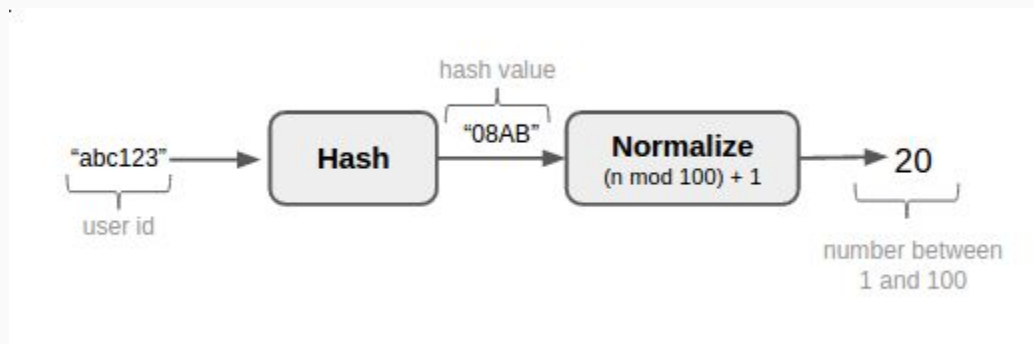 hash value
“08AB”
“abc123”
user id
Hash
Normalize
(n mod 100) + 1
20
number between
1 and 100